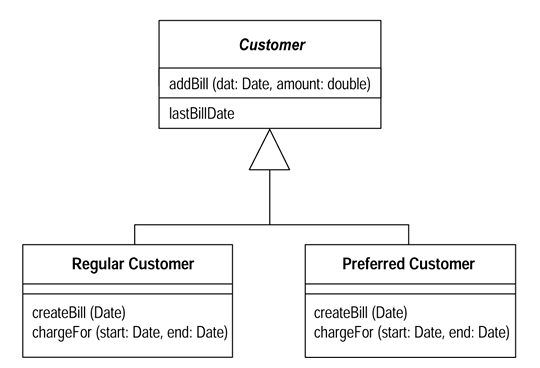 Customer
addBill (dat: Date, amount: double)
lastBillDate
Regular Customer
createBill (Date)
chargeFor (start: Date, end: Date)
Preferred Customer
createBill (Date)
chargeFor (start: Date, end: Date)